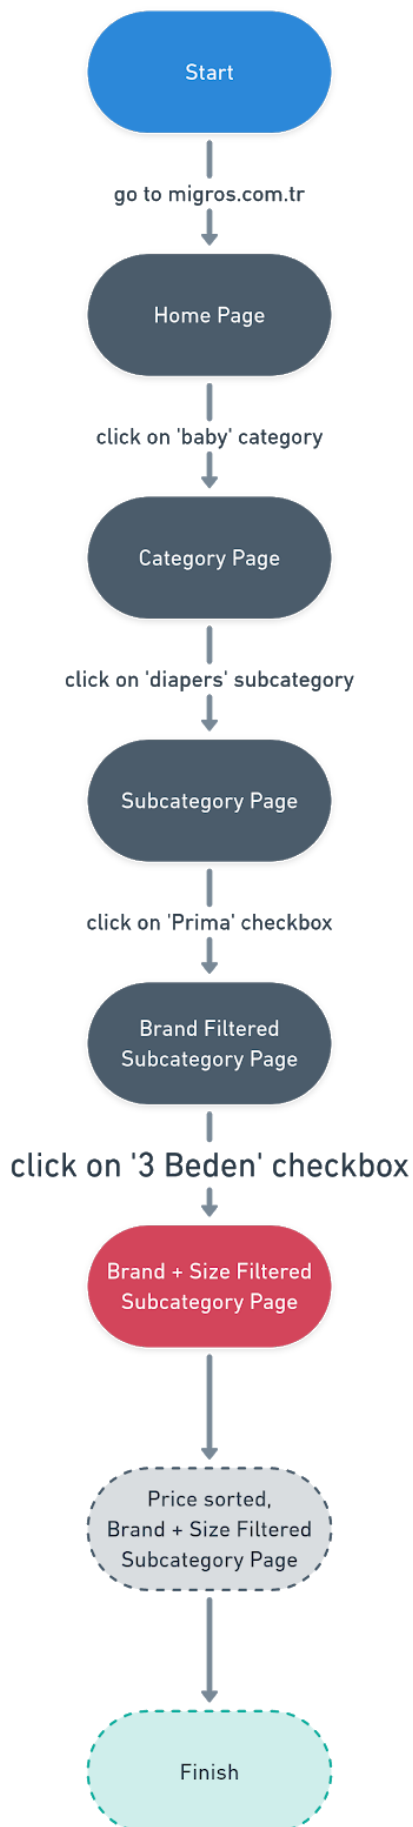 Start
go to migros.com.tr
Home Page
click on 'baby' category
Category Page
click on 'diapers' subcategory
Subcategory Page
click on 'Prima' checkbox
Brand Filtered
Subcategory Page
click on '3 Beden' checkbox
Brand + Size Filtered
Subcategory Page
Price sorted,
Brand + Size Filtered
Subcategory Page
Finish